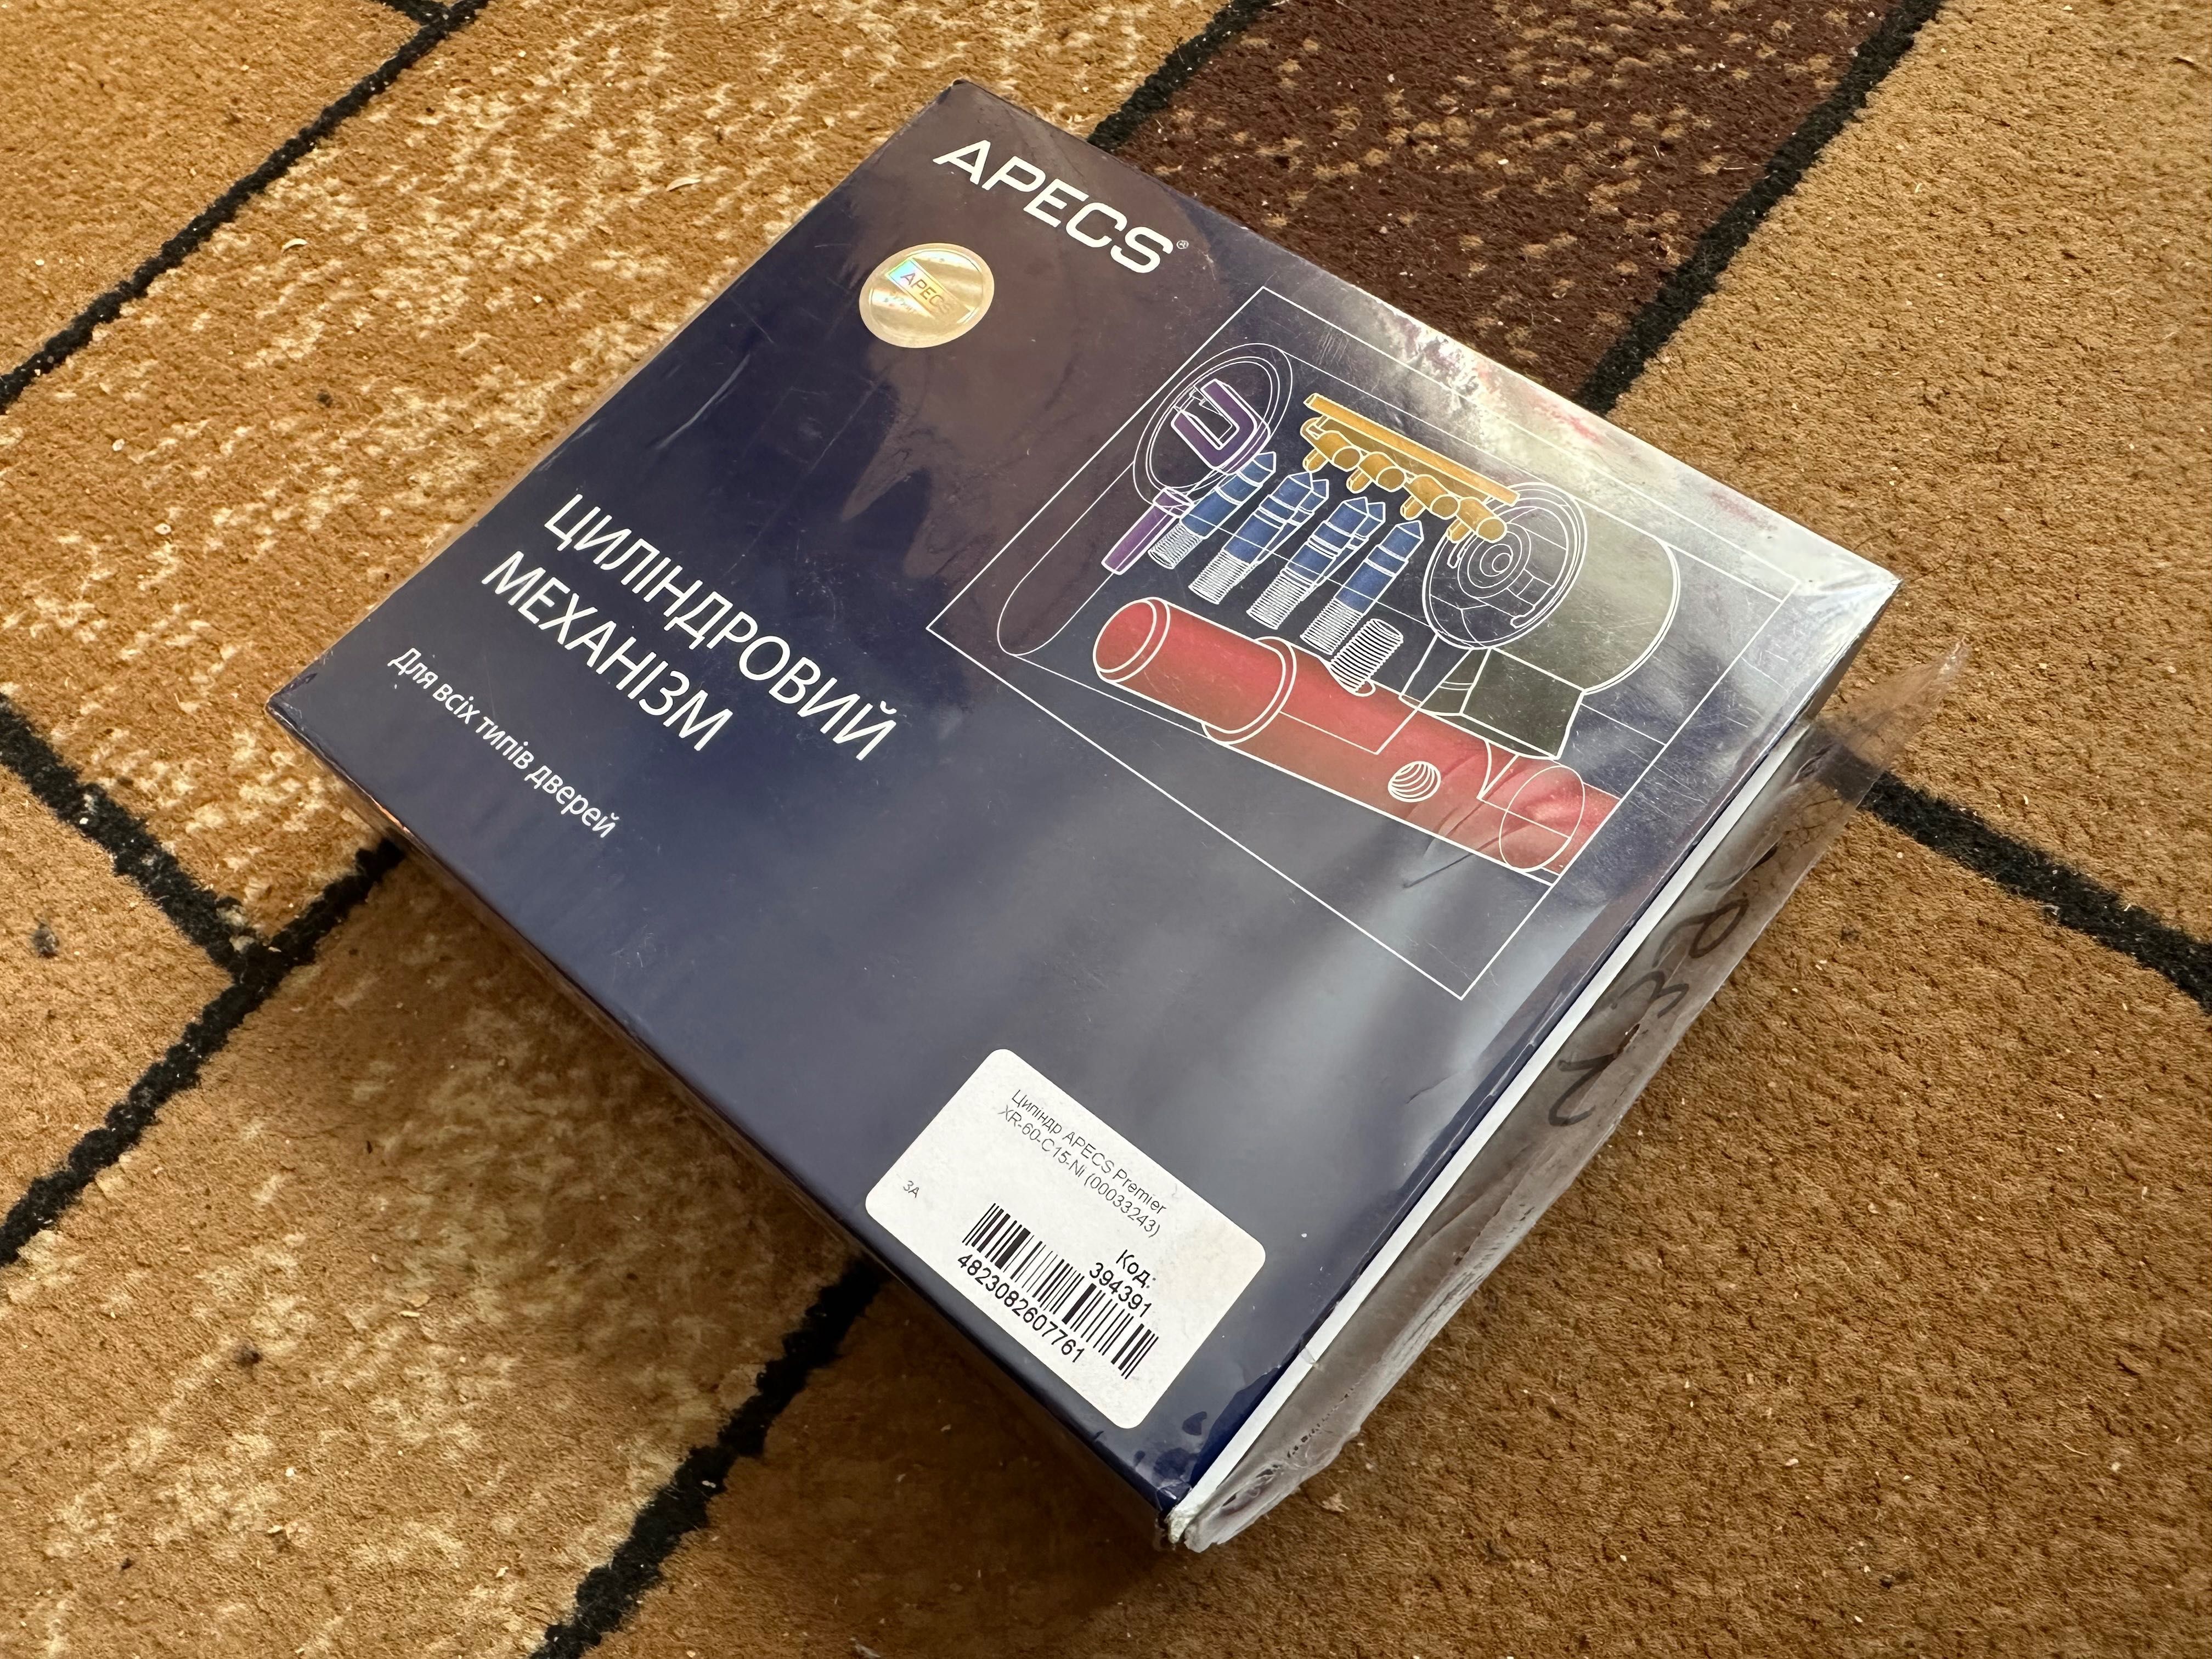 APECS®
APECS
ЦИЛІНДРОВИЙ
МЕХАНІЗМ
Для всіх типів дверей
Циліндр APECS Premier
XR-60-C15-Ni (00033243)
3A
Код:
394391
4823082607761